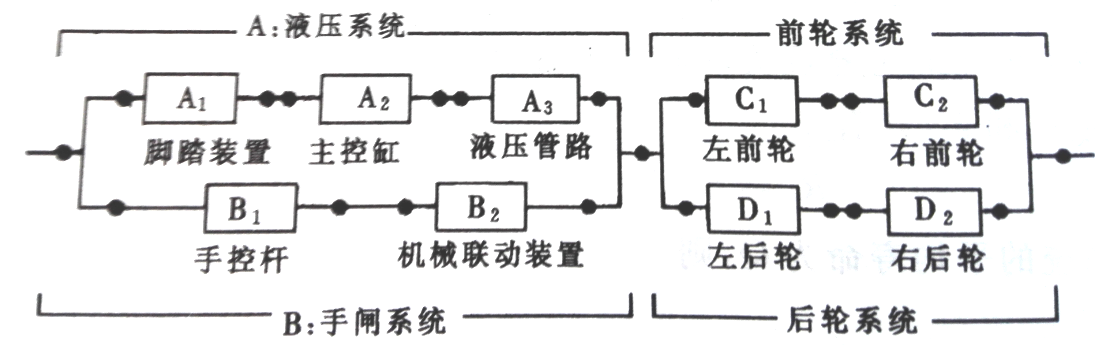 A:液压系统
前轮系统
A1
A2
A3
C1
C2
脚踏装置
主控缸
液压管路
左前轮
右前轮
B1
B2
D1
D2
手控杆
机械联动装置
左后轮
右后轮
B:手闸系统
后轮系统